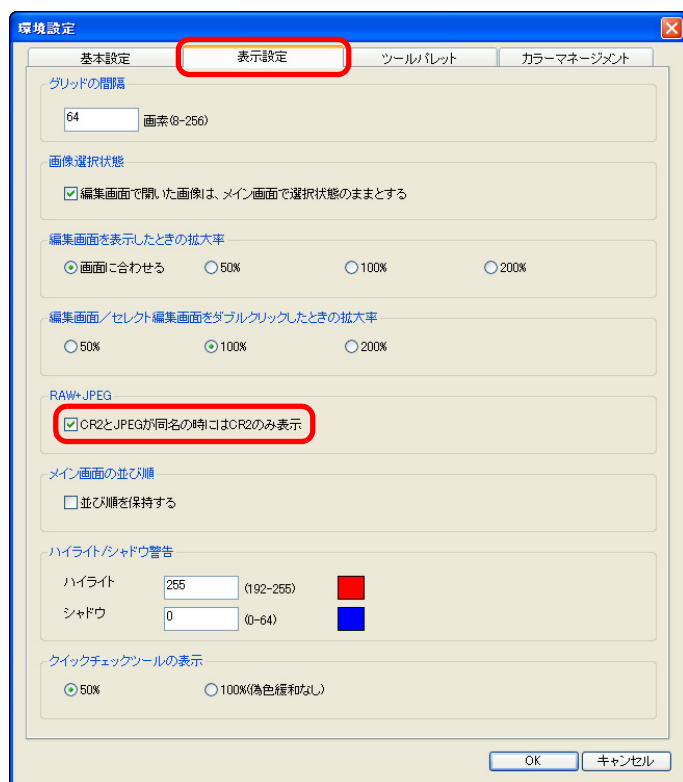 環境設定
基本設定 表示設定 ツールパレット カラーマネージメント
グリッドの間隔
64 画素(8-256)
画像選択状態
編集画面で開いた画像は、メイン画面で選択状態のままとする
編集画面を表示したときの拡大率
画面に合わせる 50% 100% 200%
編集画面/セレクト編集画面をダブルクリックしたときの拡大率
50% 100% 200%
RAW+JPEG
CR2とJPEGが同名の時にはCR2のみ表示
メイン画面の並び順
並び順を保持する
ハイライト/シャドウ警告
ハイライト 255 (192-255)
シャドウ 0 (0-64)
クイックチェックツールの表示
50% 100%(偽色緩和なし)
OK キャンセル